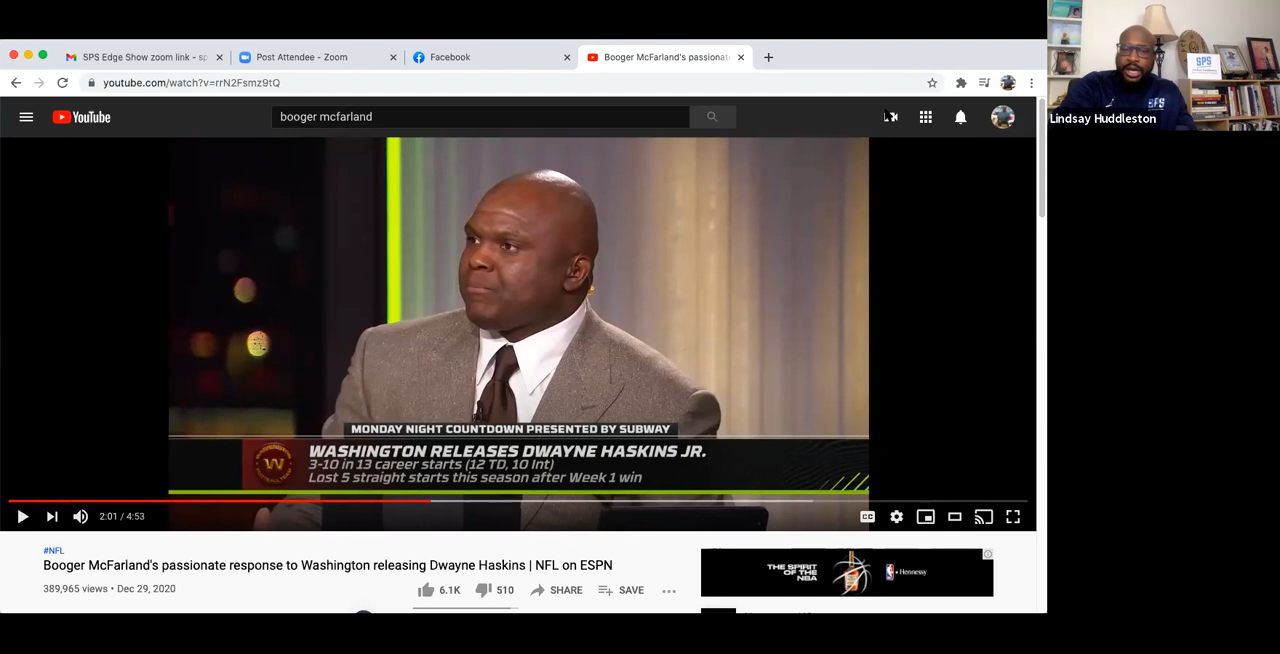 SPS Edge Show zoom link - sp
Post Attendee - Zoom
Facebook
Booger McFarland's passionat
youtube.com/watch?v=rrN2Fsmz9tQ
YouTube
booger mcfarland
SPS
SFS
Lindsay Huddleston
MONDAY NIGHT COUNTDOWN PRESENTED BY SUBWAY
W
WASHINGTON RELEASES DWAYNE HASKINS JR.
3-10 in 13 career starts (12 TD, 10 Int)
Lost 5 straight starts this season after Week 1 win
2:01 / 4:53
CC
#NFL
Booger McFarland's passionate response to Washington releasing Dwayne Haskins | NFL on ESPN
389,965 views • Dec 29, 2020
6.1K
510
SHARE
SAVE
THE SPIRIT
OF THE
NBA
Hennessy